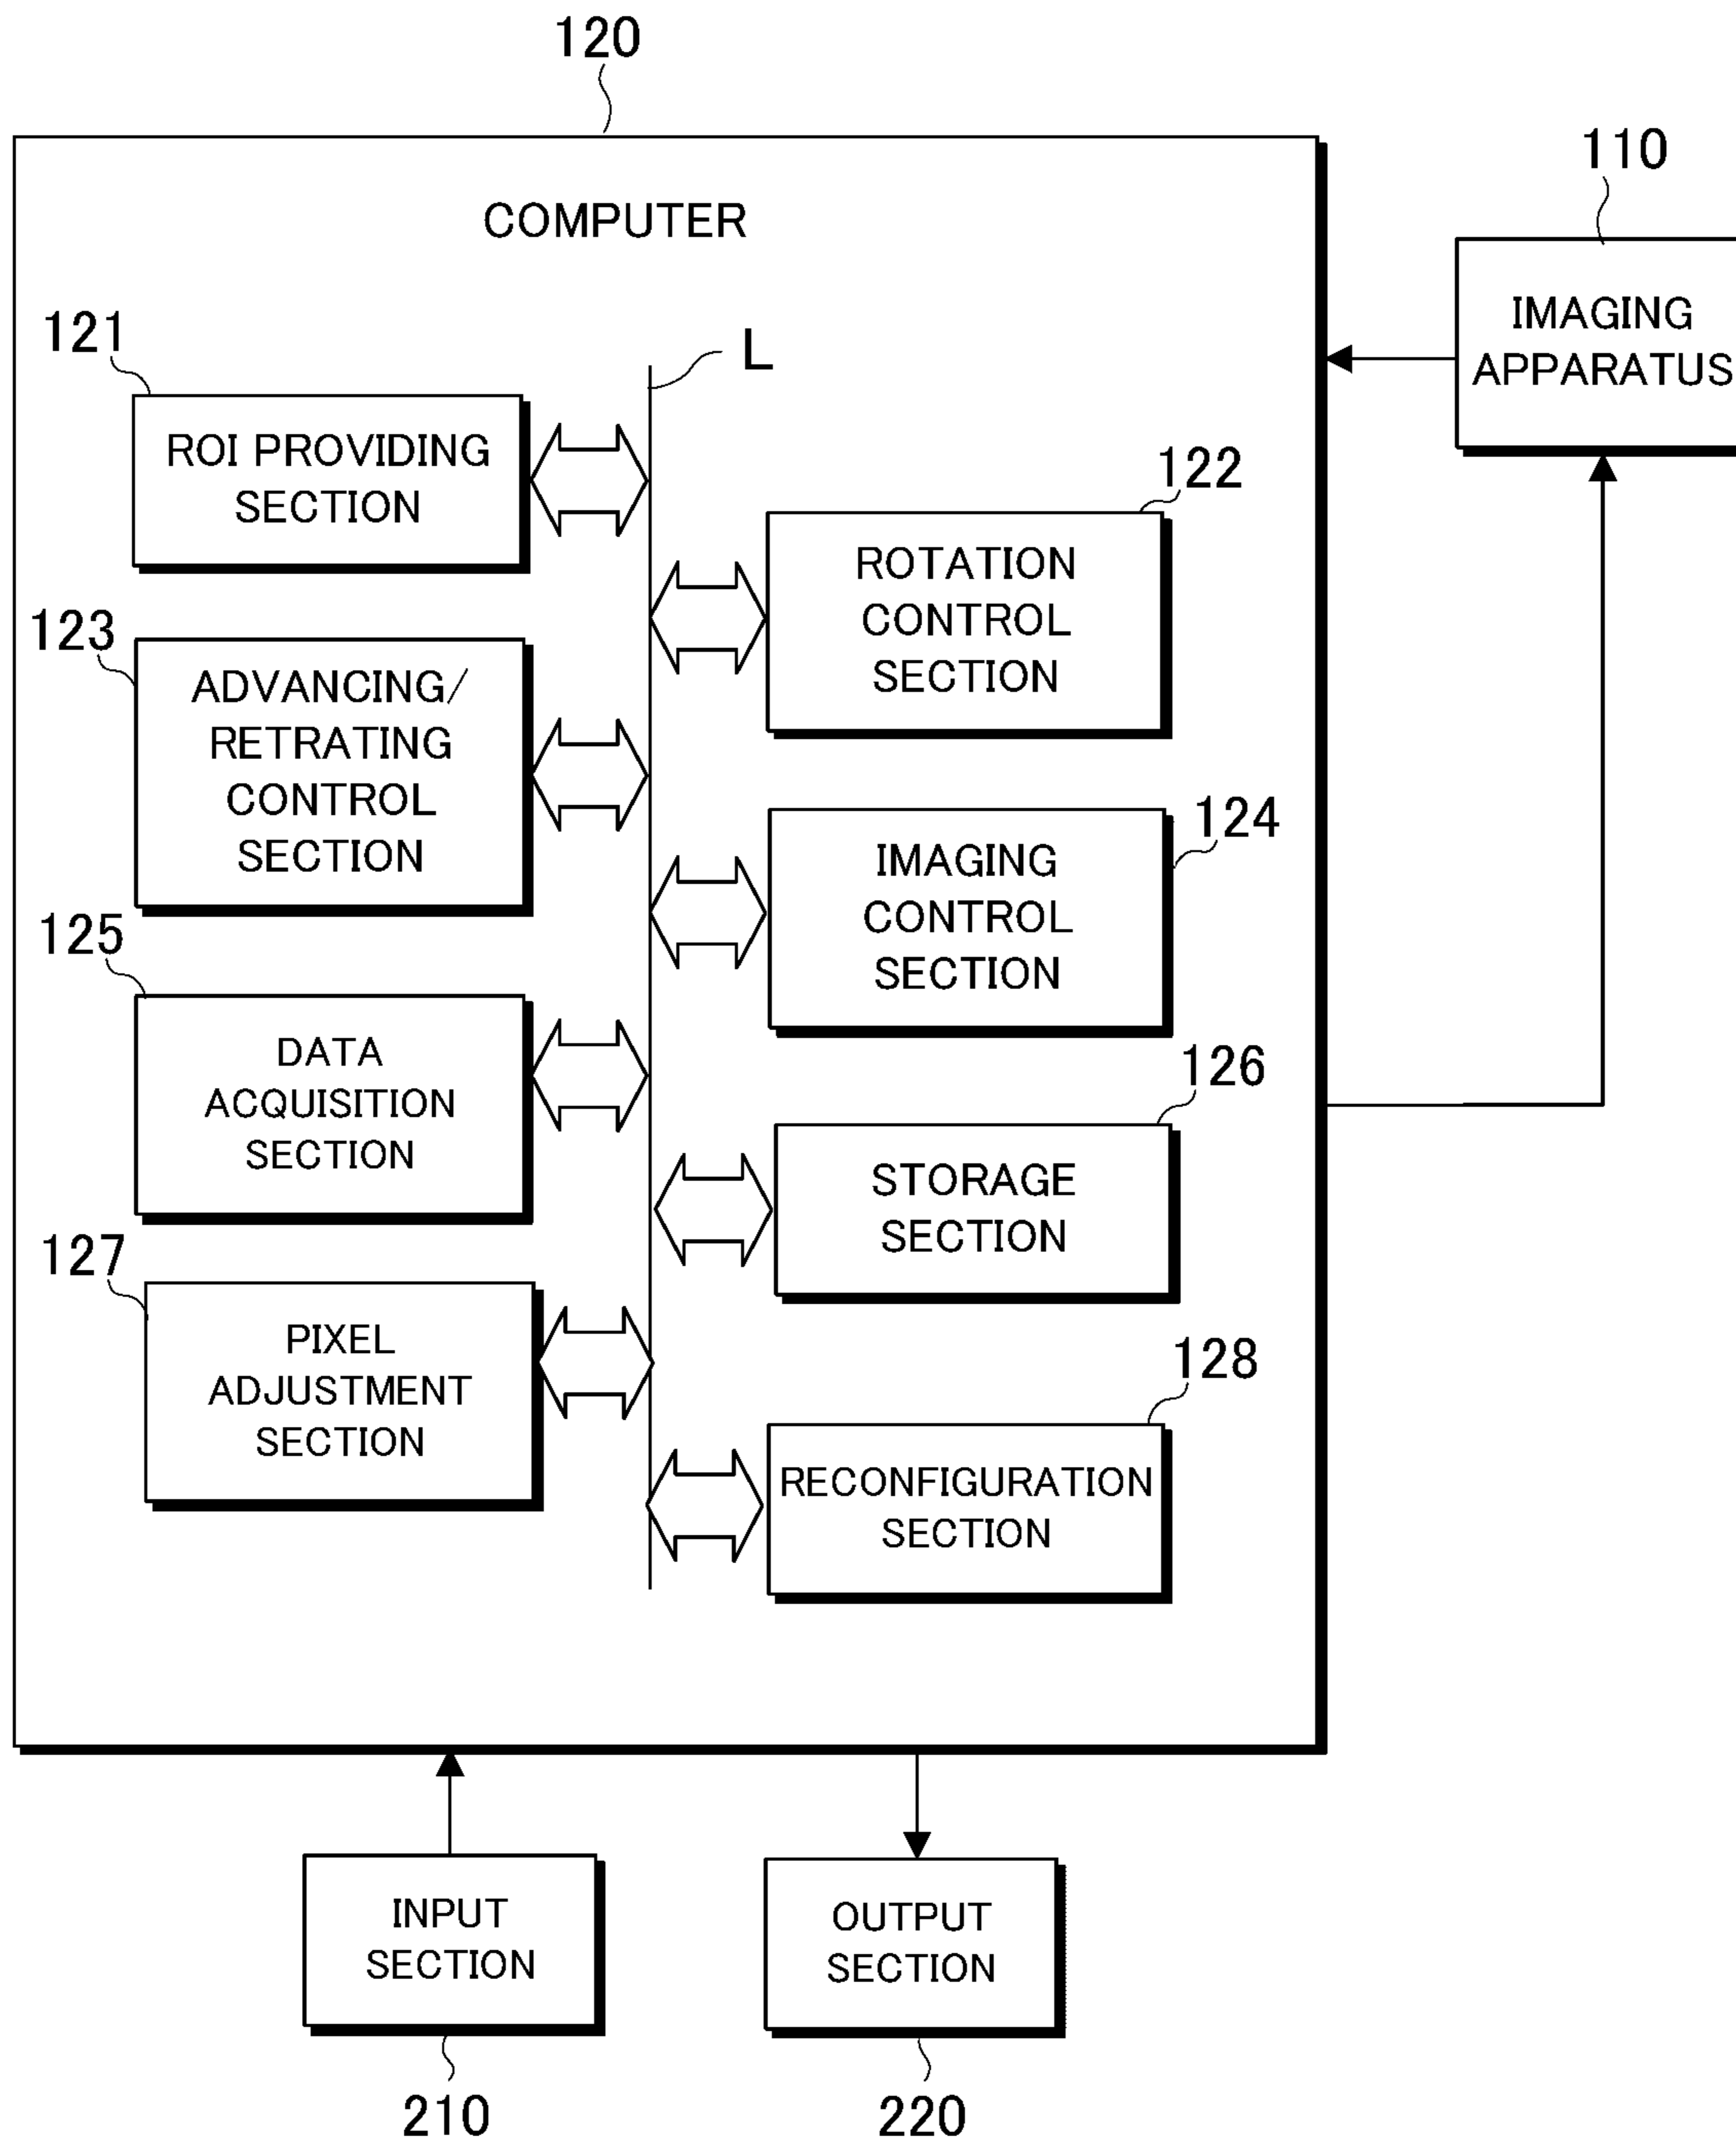 120
COMPUTER
110
IMAGING
APPARATUS
121
L
ROI PROVIDING
SECTION
122
ROTATION
CONTROL
SECTION
123
ADVANCING/
RETRATING
CONTROL
SECTION
124
IMAGING
CONTROL
SECTION
125
DATA
ACQUISITION
SECTION
126
STORAGE
SECTION
127
PIXEL
ADJUSTMENT
SECTION
128
RECONFIGURATION
SECTION
INPUT
SECTION
210
OUTPUT
SECTION
220